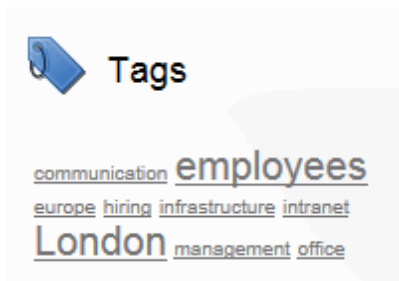 Tags
communication employees
europe hiring infrastructure intranet
London management office